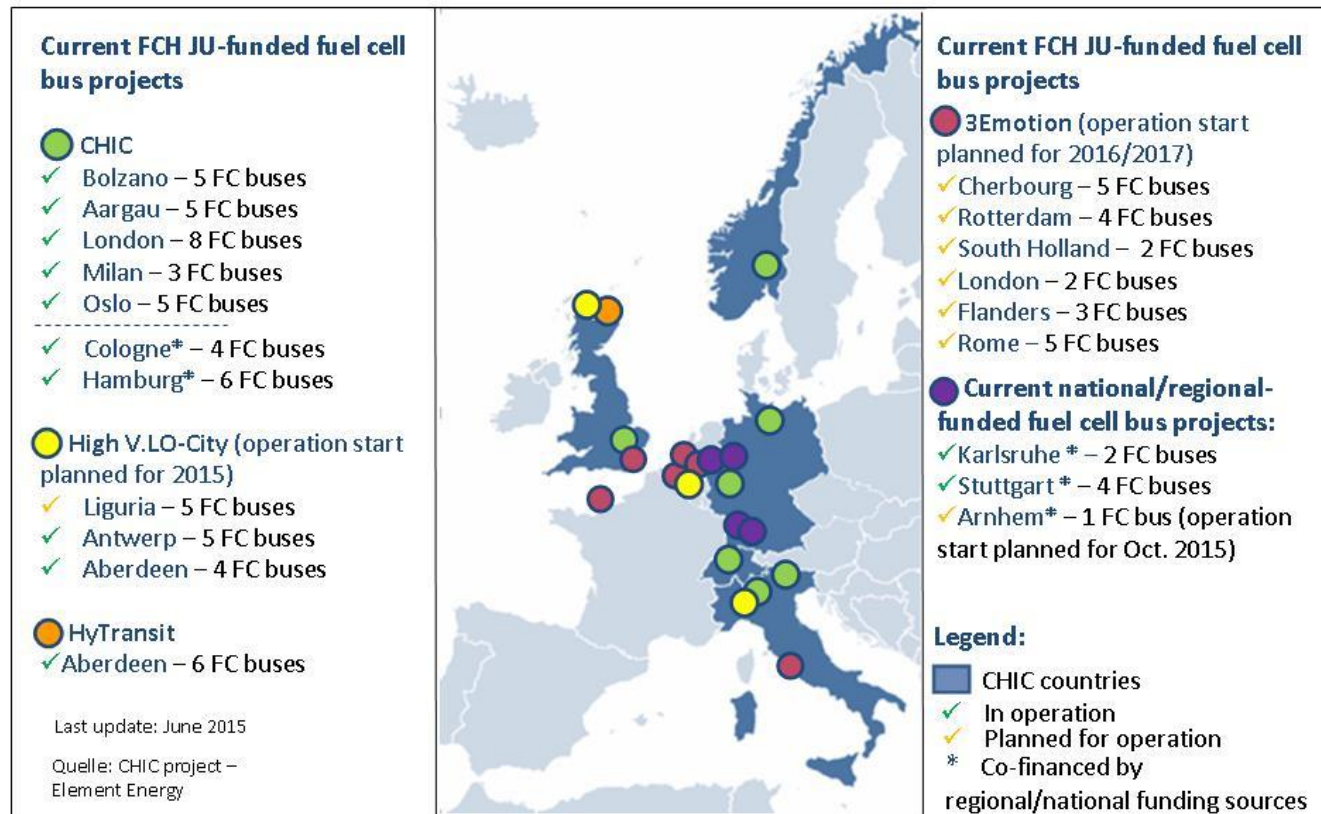 Current FCH JU-funded fuel cell
bus projects
CHIC
✓ Bolzano – 5 FC buses
✓ Aargau – 5 FC buses
✓ London – 8 FC buses
✓ Milan – 3 FC buses
✓ Oslo – 5 FC buses
✓ Cologne* – 4 FC buses
✓ Hamburg* – 6 FC buses
High V.LO-City (operation start
planned for 2015)
✓ Liguria – 5 FC buses
✓ Antwerp – 5 FC buses
✓ Aberdeen – 4 FC buses
HyTransit
✓Aberdeen – 6 FC buses
Last update: June 2015
Quelle: CHIC project –
Element Energy
Current FCH JU-funded fuel cell
bus projects
3Emotion (operation start
planned for 2016/2017)
✓Cherbourg – 5 FC buses
✓Rotterdam – 4 FC buses
✓South Holland – 2 FC buses
✓London – 2 FC buses
✓Flanders – 3 FC buses
✓Rome – 5 FC buses
Current national/regional-
funded fuel cell bus projects:
✓Karlsruhe * – 2 FC buses
✓Stuttgart * – 4 FC buses
✓Arnhem* – 1 FC bus (operation
start planned for Oct. 2015)
Legend:
CHIC countries
✓ In operation
✓ Planned for operation
* Co-financed by
regional/national funding sources